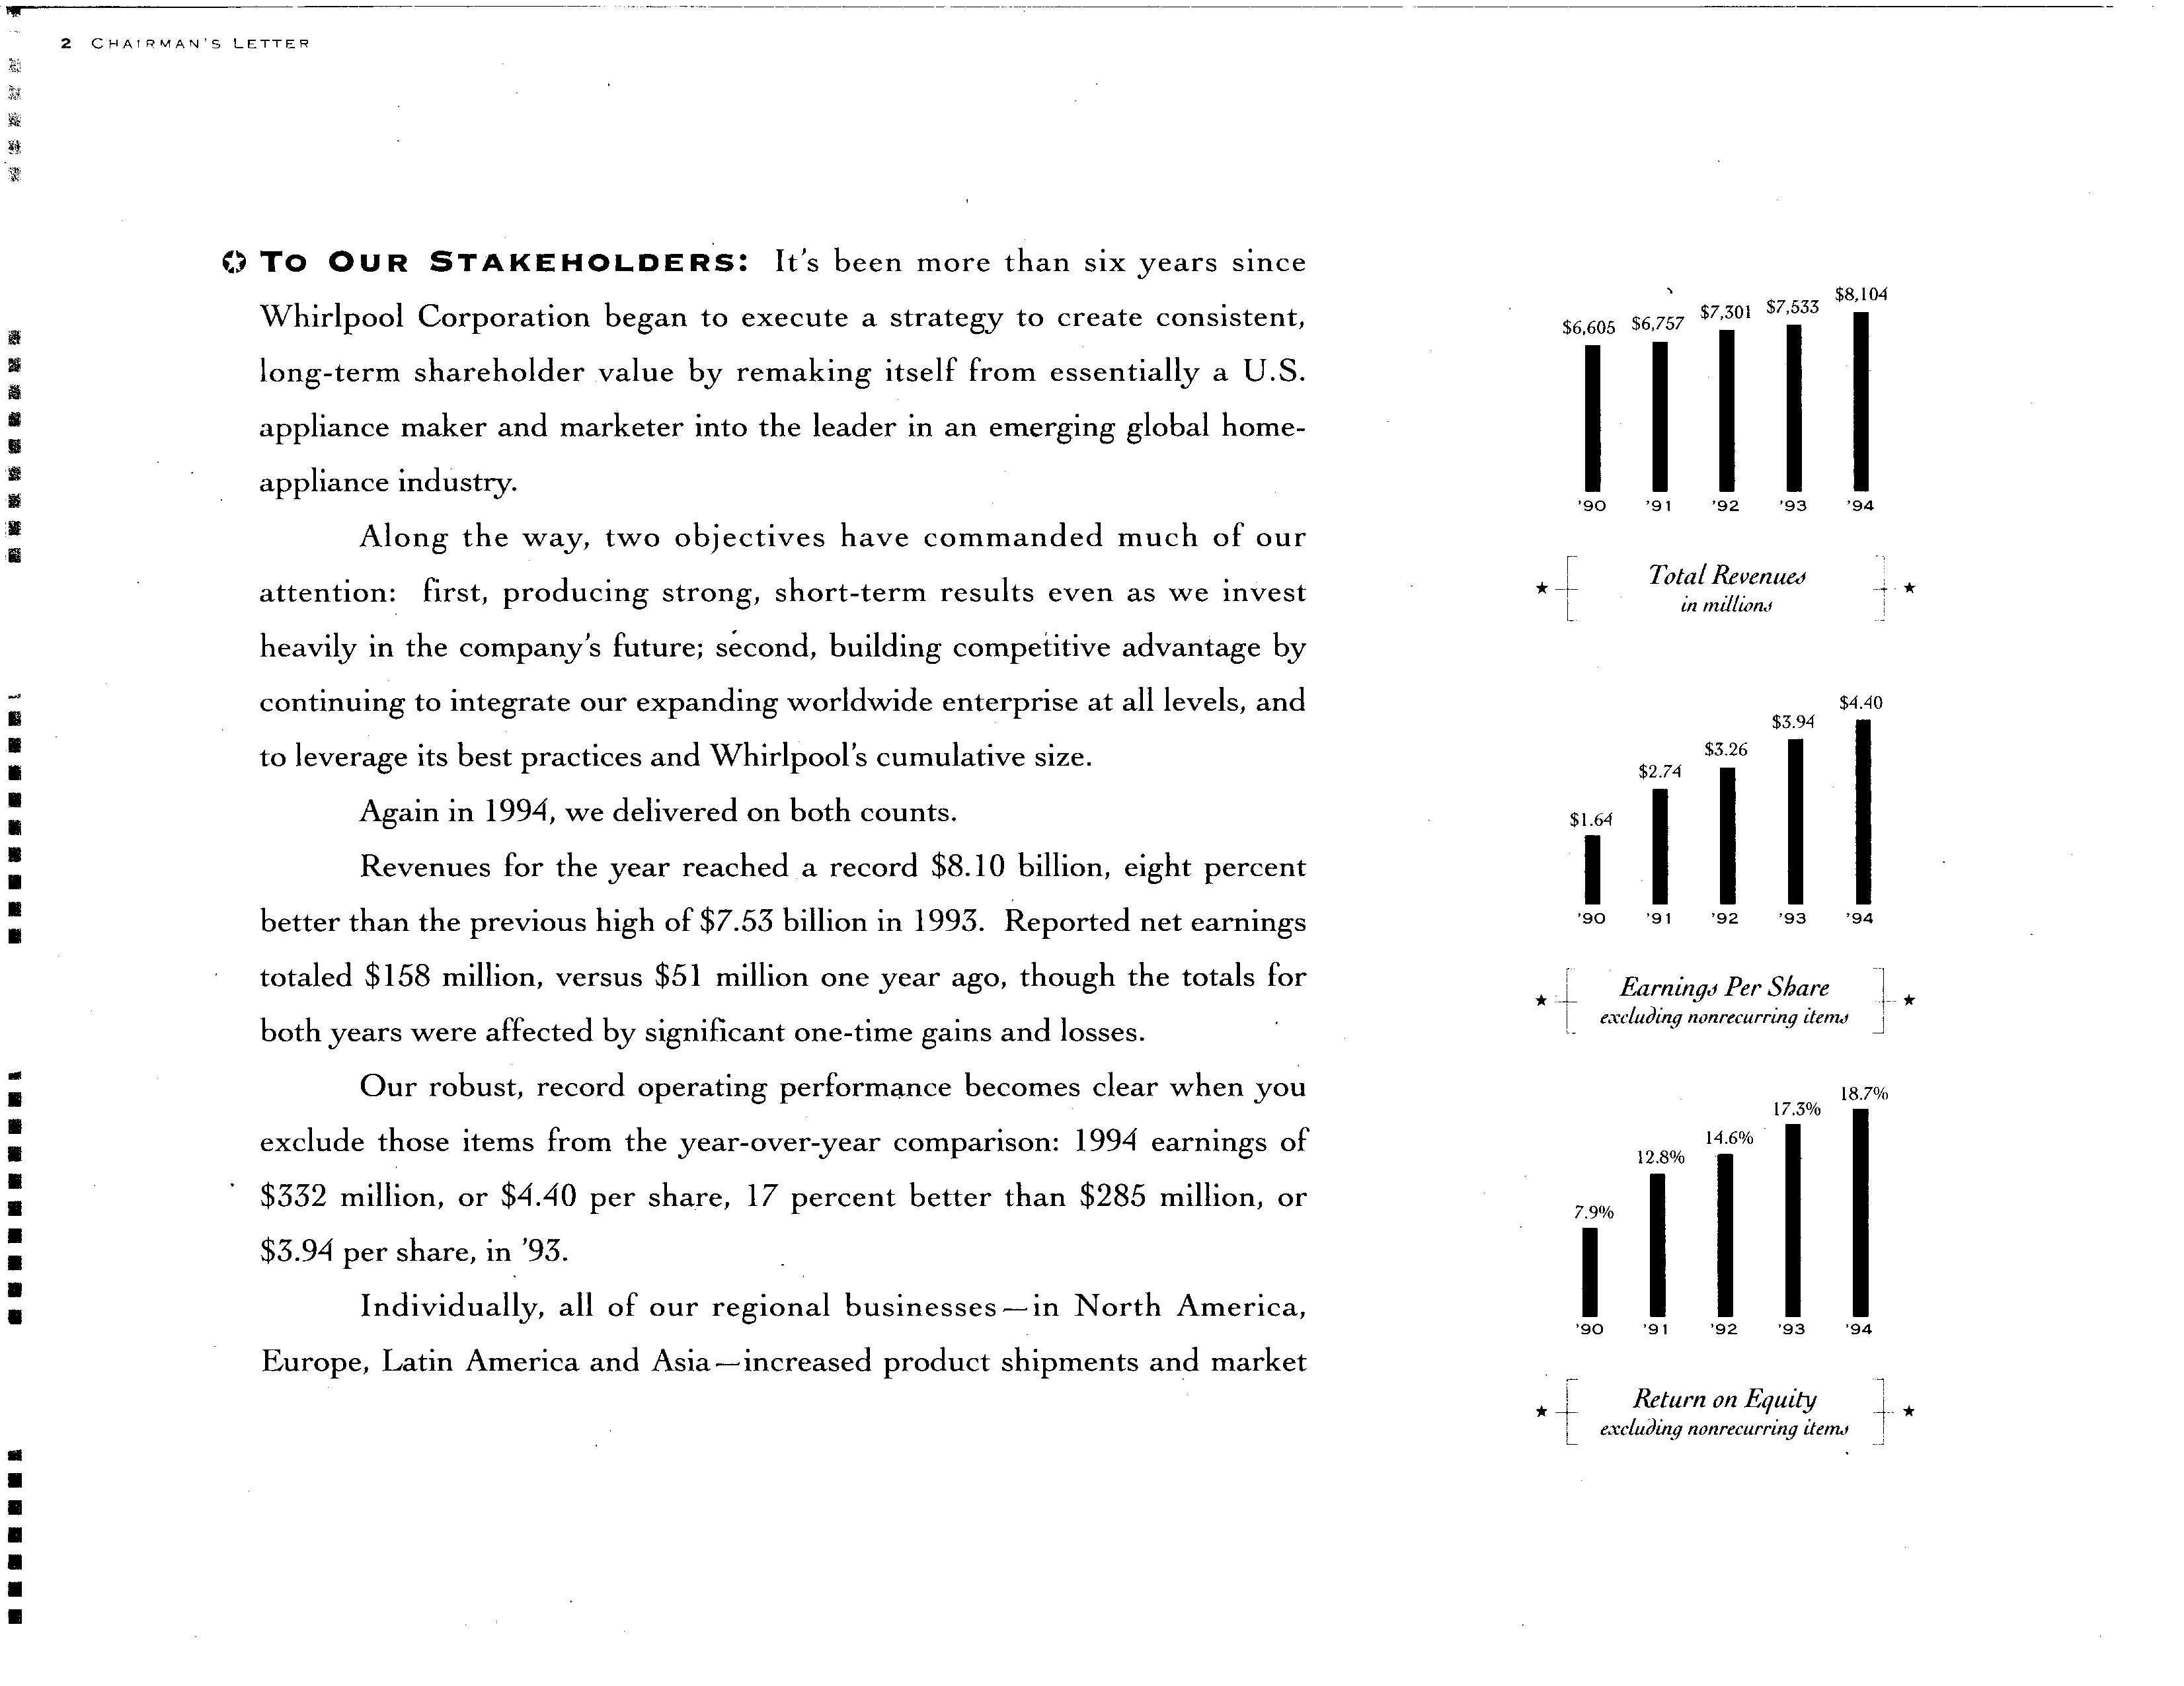 2 CHAIRMAN'S LETTER
TO OUR STAKEHOLDERS: It's been more than six years since
Whirlpool Corporation began to execute a strategy to create consistent,
long-term shareholder value by remaking itself from essentially a U.S.
appliance maker and marketer into the leader in an emerging global home-
appliance industry.
Along the way, two objectives have commanded much of our
attention: first, producing strong, short-term results even as we invest
heavily in the company's future; second, building competitive advantage by
continuing to integrate our expanding worldwide enterprise at all levels, and
to leverage its best practices and Whirlpool's cumulative size.
Again in 1994, we delivered on both counts.
Revenues for the year reached a record $8.10 billion, eight percent
better than the previous high of $7.53 billion in 1993. Reported net earnings
totaled $158 million, versus $51 million one year ago, though the totals for
both years were affected by significant one-time gains and losses.
Our robust, record operating performance becomes clear when you
exclude those items from the year-over-year comparison: 1994 earnings of
$332 million, or $4.40 per share, 17 percent better than $285 million, or
$3.94 per share, in '93.
Individually, all of our regional businesses—in North America,
Europe, Latin America and Asia—increased product shipments and market
$6,605 $6,757 $7,301 $7,533 $8,104
'90 '91 '92 '93 '94
Total Revenues
in millions
$1.64 $2.74 $3.26 $3.94 $4.40
'90 '91 '92 '93 '94
Earnings Per Share
excluding nonrecurring items
7.9% 12.8% 14.6% 17.3% 18.7%
'90 '91 '92 '93 '94
Return on Equity
excluding nonrecurring items